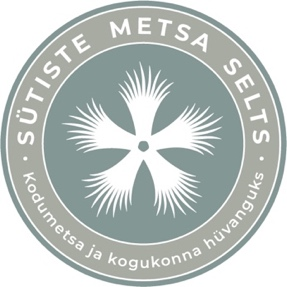 SÜTISTE METSA SELTS
Kodumetsa ja kogukonna hüvanguks